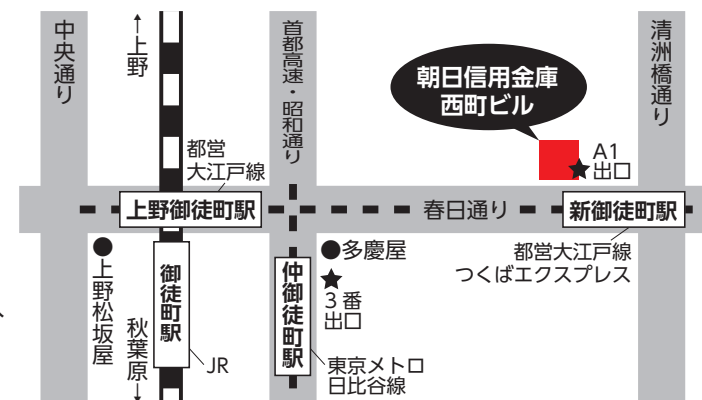 中央通り
←上野
首都高速・昭和通り
清洲橋通り
朝日信用金庫
西町ビル
都営
大江戸線
A1
出口
上野御徒町駅
春日通り
新御徒町駅
都営大江戸線
つくばエクスプレス
上野松坂屋
御徒町駅
仲御徒町駅
多慶屋
3番
出口
秋葉原→
JR
東京メトロ
日比谷線